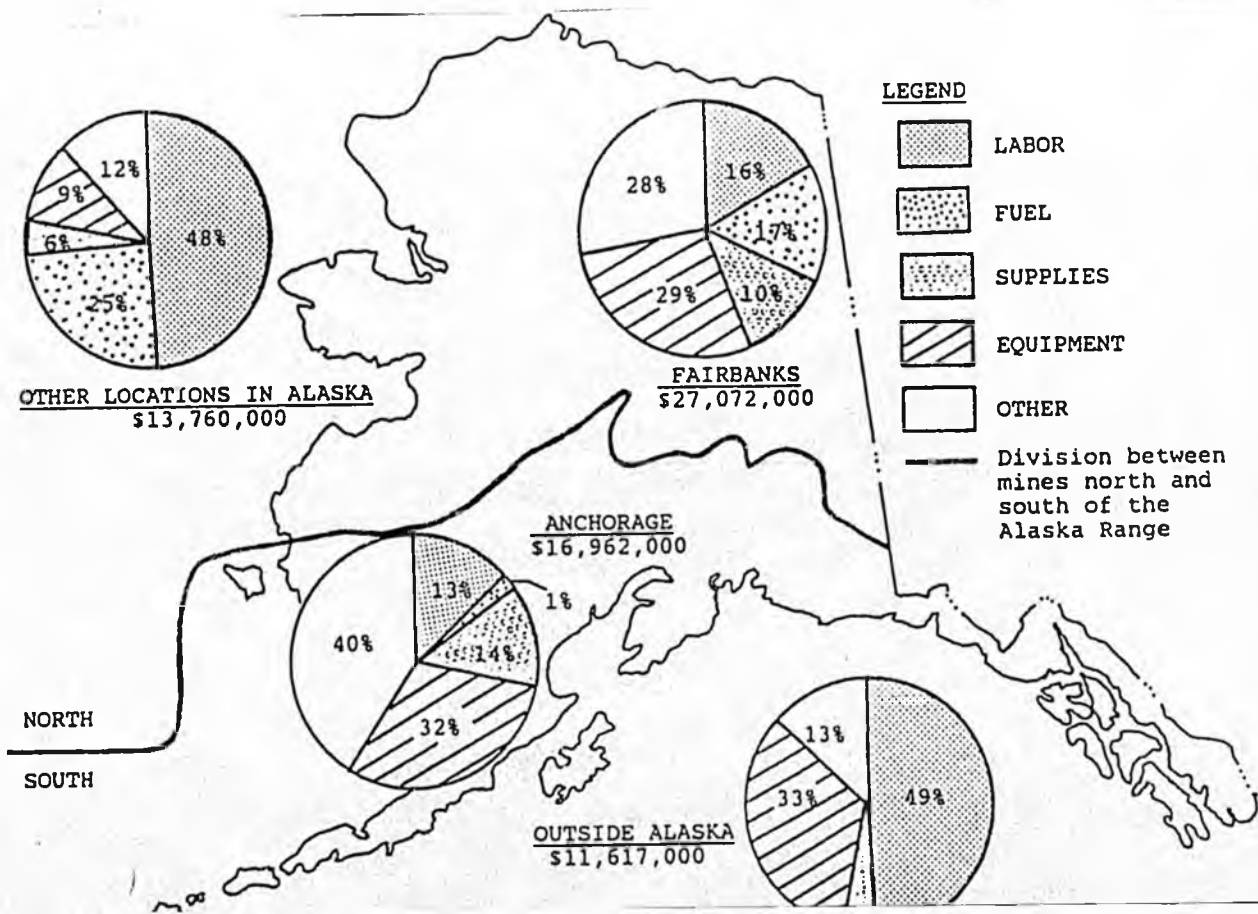 LEGEND
LABOR
FUEL
SUPPLIES
EQUIPMENT
OTHER
Division between
mines north and
south of the
Alaska Range
12%
9%
6%
48%
25%
OTHER LOCATIONS IN ALASKA
$13,760,000
28%
16%
17%
29%
10%
FAIRBANKS
$27,072,000
ANCHORAGE
$16,962,000
13%
1%
40%
14%
32%
NORTH
SOUTH
13%
33%
49%
OUTSIDE ALASKA
$11,617,000